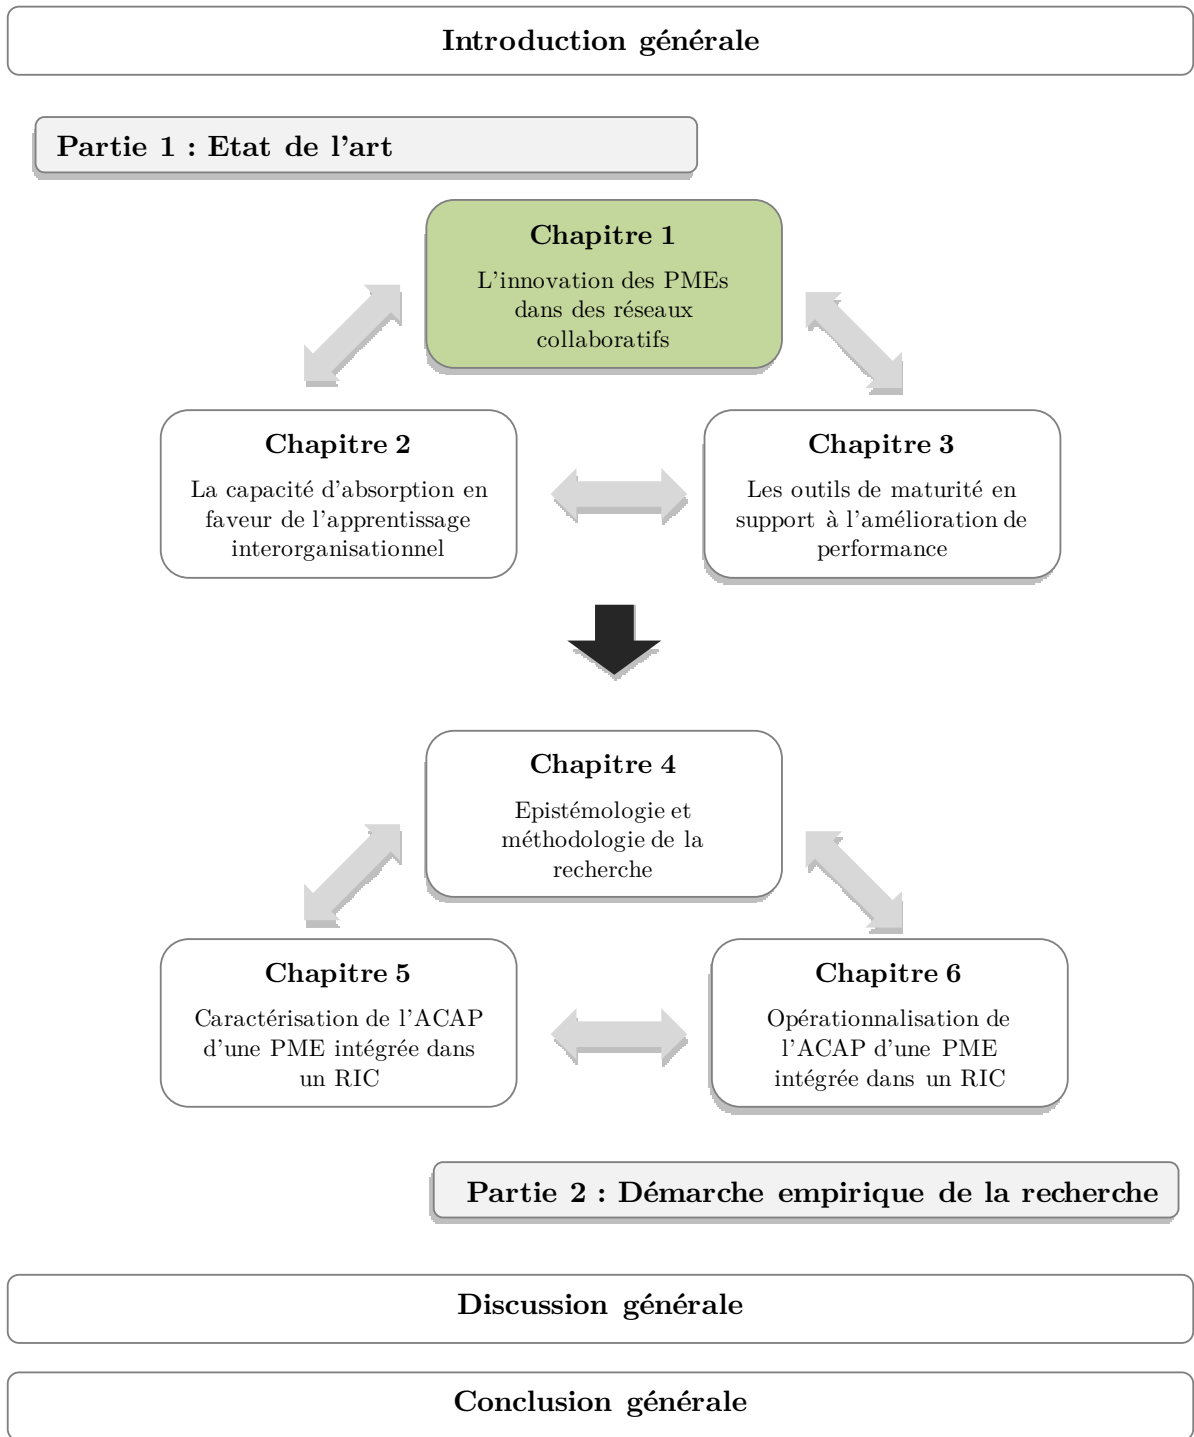 Introduction générale
Partie 1 : Etat de l'art
Chapitre 1
L'innovation des PMEs
dans des réseaux
collaboratifs
Chapitre 2
La capacité d'absorption en
faveur de l'apprentissage
interorganisationnel
Chapitre 3
Les outils de maturité en
support à l'amélioration de
performance
Chapitre 4
Epistémologie et
méthodologie de la
recherche
Chapitre 5
Caractérisation de l'ACAP
d'une PME intégrée dans
un RIC
Chapitre 6
Opérationnalisation de
l'ACAP d'une PME
intégrée dans un RIC
Partie 2 : Démarche empirique de la recherche
Discussion générale
Conclusion générale